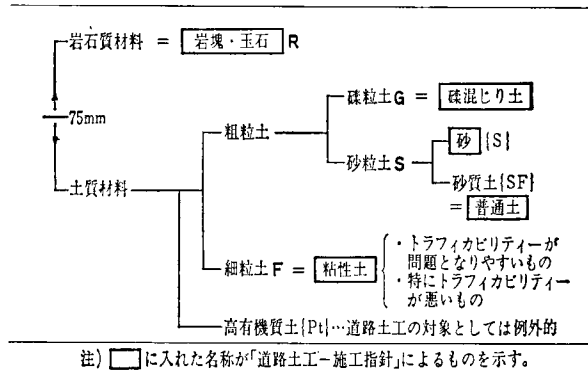 岩石質材料 = 岩塊・玉石 R
75mm
土質材料
粗粒土
礫粒土G = 礫混じり土
砂粒土S
砂 {S}
砂質土{SF}
= 普通土
細粒土F = 粘性土
・トラフィカビリティーが
問題となりやすいもの
・特にトラフィカビリティー
が悪いもの
高有機質土{Pt}…道路土工の対象としては例外的
注) に入れた名称が「道路土工－施工指針」によるものを示す。